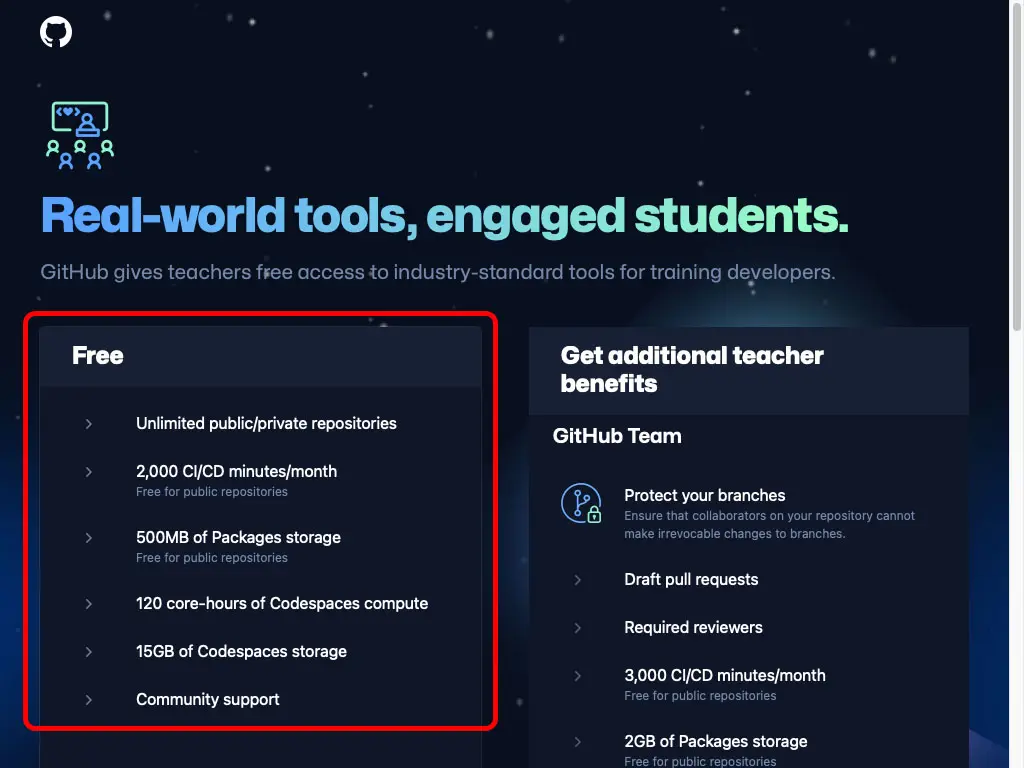 Real-world tools, engaged students.
GitHub gives teachers free access to industry-standard tools for training developers.
Free
Unlimited public/private repositories
2,000 CI/CD minutes/month
Free for public repositories
500MB of Packages storage
Free for public repositories
120 core-hours of Codespaces compute
15GB of Codespaces storage
Community support
Get additional teacher
benefits
GitHub Team
Protect your branches
Ensure that collaborators on your repository cannot
make irrevocable changes to branches.
Draft pull requests
Required reviewers
3,000 CI/CD minutes/month
Free for public repositories
2GB of Packages storage
Free for public repositories